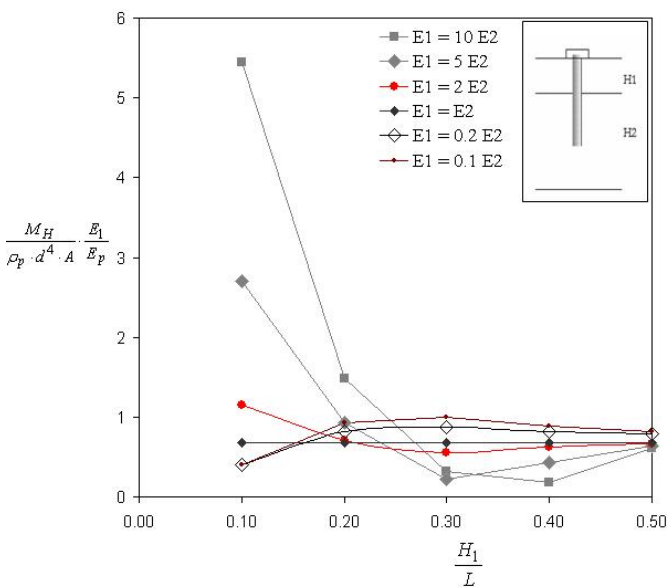 6
5
4
3
2
1
0
0.00 0.10 0.20 0.30 0.40 0.50
M_H / ρ_p · d^4 · A · E_1 / E_p
H_1 / L
E1 = 10 E2
E1 = 5 E2
E1 = 2 E2
E1 = E2
E1 = 0.2 E2
E1 = 0.1 E2
H1
H2